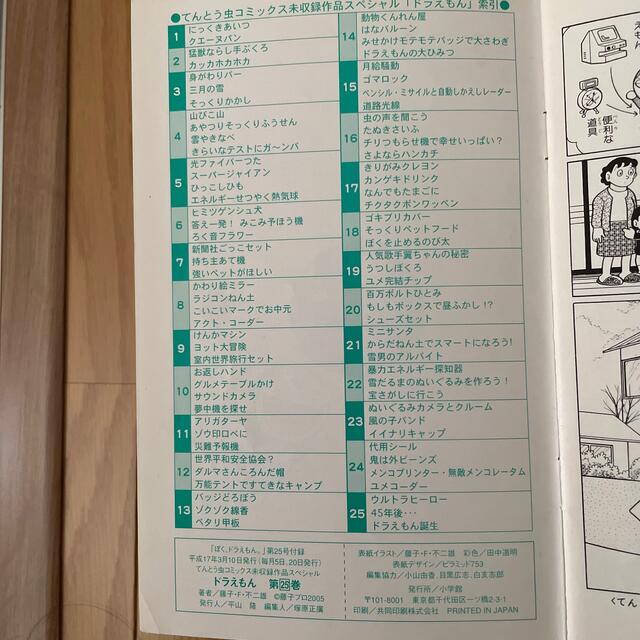 ●てんとう虫コミックス未収録作品スペシャル「ドラえもん」索引●
1
にっくきあいつ
クエーヌパン
2
猛獣ならし手ぶくろ
カッカホカホカ
3
身がわりバー
三月の雪
そっくりかかし
4
山びこ山
あやつりそっくりふうせん
雲やきなべ
きらいなテストにガ〜ンバ
5
光ファイバーつた
スーパージャイアン
ひっこしひも
エネルギーせつやく熱気球
6
ヒミツゲンシュ犬
答え一発！ みこみ予ほう機
ろく音フラワー
7
新聞社ごっこセット
持ち主あて機
強いペットがほしい
8
かわり絵ミラー
ラジコンねん土
こいこいマークでお中元
アクト・コーダー
9
けんかマシン
ヨット大冒険
室内世界旅行セット
10
お返しハンド
グルメテーブルかけ
サウンドカメラ
夢中機を探せ
11
アリガターヤ
ゾウ印口ベに
災難予報機
12
世界平和安全協会？
ダルマさんころんだ帽
万能テントですてきなキャンプ
13
バッジどろぼう
ゾクゾク線香
ペタリ甲板
14
動物くんれん屋
はなバルーン
みせかけモテモテバッジで大さわぎ
ドラえもんの大ひみつ
15
月給騒動
ゴマロック
ペンシル・ミサイルと自動しかえしレーダー
道路光線
16
虫の声を聞こう
たぬきさいふ
チリつもらせ機で幸せいっぱい？
さよならハンカチ
17
きりがみクレヨン
カンゲキドリンク
なんでもたまごに
チクタクボンワッペン
18
ゴキブリカバー
そっくりペットフード
ぼくを止めるのび太
19
人気歌手翼ちゃんの秘密
うつしぼくろ
ユメ完結チップ
20
百万ボルトひとみ
もしもボックスで昼ふかし!?
シューズセット
21
ミニサンタ
からだねん土でスマートになろう!
雪男のアルバイト
22
暴力エネルギー探知器
雪だるまのぬいぐるみを作ろう！
宝さがしに行こう
23
ぬいぐるみカメラとクルーム
風の子バンド
イイナリキャップ
24
代用シール
鬼は外ビーンズ
メンコプリンター・無敵メンコレータム
ユメコーダー
25
ウルトラヒーロー
45年後･･･
ドラえもん誕生
「ぼく、ドラえもん。」第25号付録
平成17年3月10日発行（毎月5日、20日発行）
てんとう虫コミックス未収録作品スペシャル
ドラえもん 第25巻
著者／藤子・F・不二雄 ©藤子プロ2005
発行人／平山 隆 編集人／塚原正廣
表紙イラスト／藤子・F・不二雄 彩色／田中道明
表紙デザイン／ピラミッド753
編集協力／小山由香、目黒広志、白支志郎
発行所／小学館
〒101-8001 東京都千代田区一ツ橋2-3-1
印刷／共同印刷株式会社 PRINTED IN JAPAN
便利な
道具
くてん